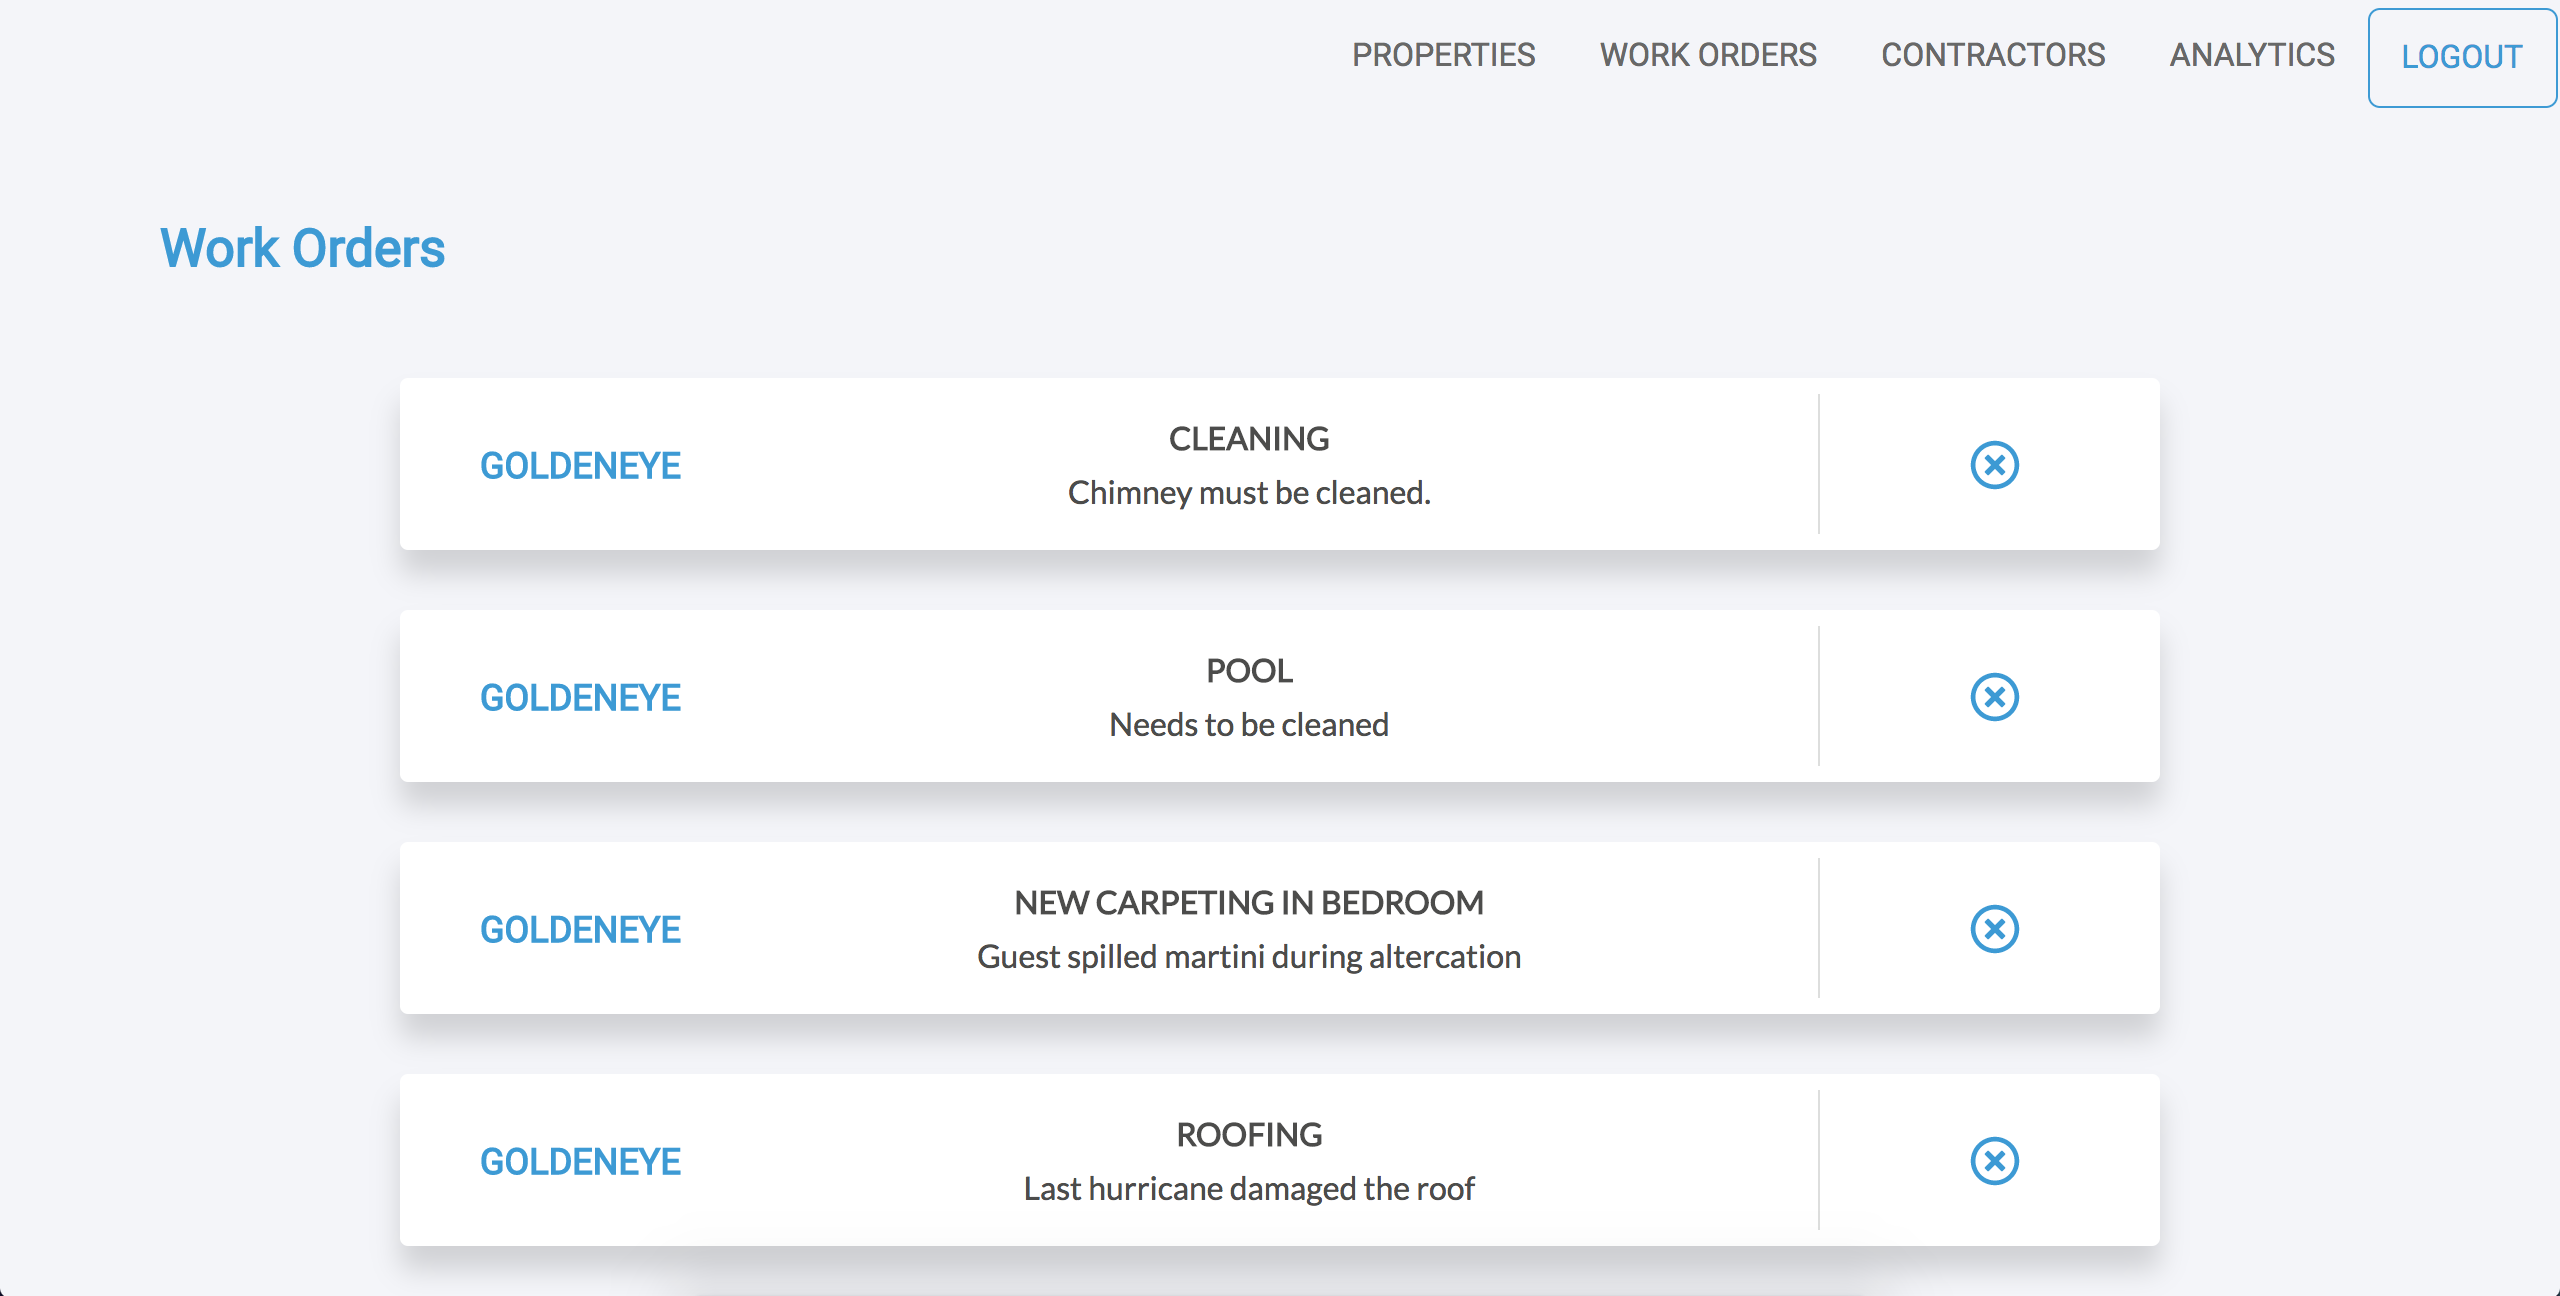 PROPERTIES WORK ORDERS CONTRACTORS ANALYTICS LOGOUT
Work Orders
CLEANING
GOLDENEYE
Chimney must be cleaned.
POOL
GOLDENEYE
Needs to be cleaned
NEW CARPETING IN BEDROOM
GOLDENEYE
Guest spilled martini during altercation
ROOFING
GOLDENEYE
Last hurricane damaged the roof